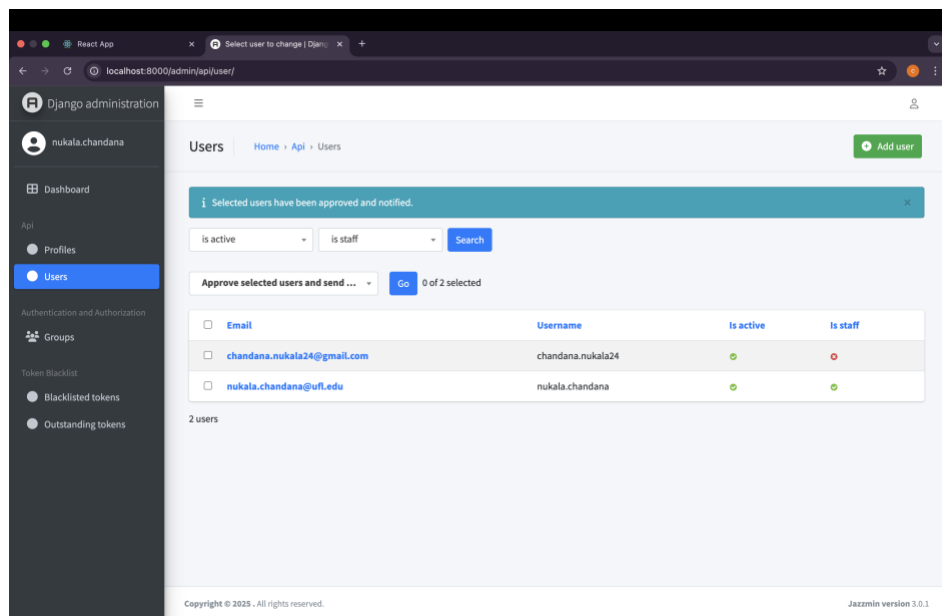 React App
Select user to change | Djang
localhost:8000/admin/api/user/
Django administration
nukala.chandana
Users
Home › Api › Users
Add user
Dashboard
Selected users have been approved and notified.
Api
is active
is staff
Search
Profiles
Users
Approve selected users and send ...
Go
0 of 2 selected
Authentication and Authorization
Groups
Email Username Is active Is staff
chandana.nukala24@gmail.com chandana.nukala24
nukala.chandana@ufl.edu nukala.chandana
Token Blacklist
Blacklisted tokens
Outstanding tokens
2 users
Copyright © 2025 . All rights reserved.
Jazzmin version 3.0.1